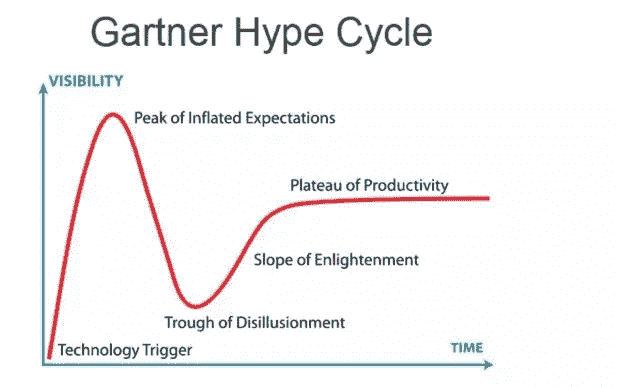 Gartner Hype Cycle
VISIBILITY
Peak of Inflated Expectations
Plateau of Productivity
Slope of Enlightenment
Trough of Disillusionment
Technology Trigger
TIME